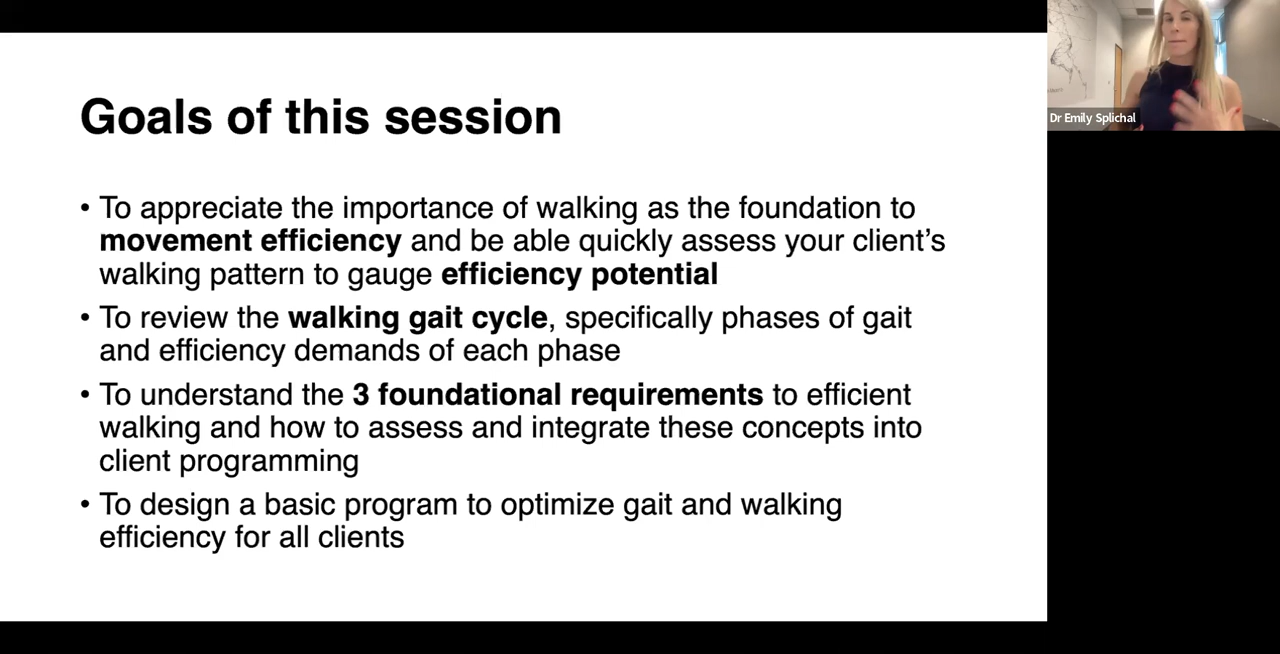 Goals of this session
• To appreciate the importance of walking as the foundation to
movement efficiency and be able quickly assess your client’s
walking pattern to gauge efficiency potential
• To review the walking gait cycle, specifically phases of gait
and efficiency demands of each phase
• To understand the 3 foundational requirements to efficient
walking and how to assess and integrate these concepts into
client programming
• To design a basic program to optimize gait and walking
efficiency for all clients
Dr Emily Splichal